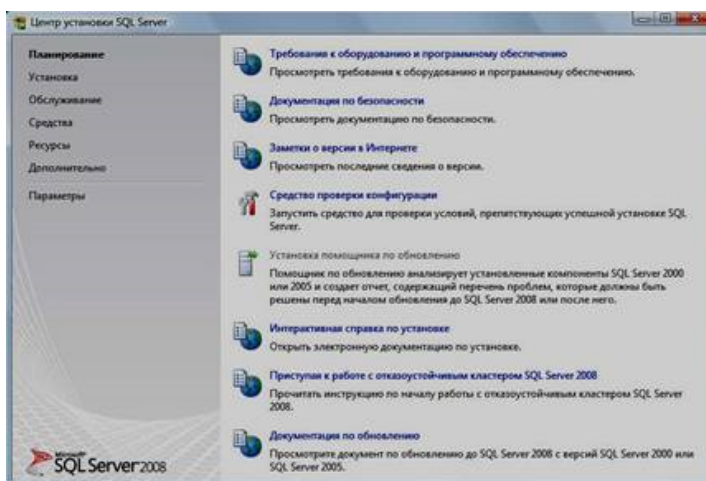 Центр установки SQL Server
Планирование
Установка
Обслуживание
Средства
Ресурсы
Дополнительно
Параметры
Требования к оборудованию и программному обеспечению
Просмотреть требования к оборудованию и программному обеспечению.
Документация по безопасности
Просмотреть документацию по безопасности.
Заметки о версии в Интернете
Просмотреть последние сведения о версии.
Средство проверки конфигурации
Запустить средство для проверки условий, препятствующих успешной установке SQL
Server.
Установка помощника по обновлению
Помощник по обновлению анализирует установленные компоненты SQL Server 2000
или 2005 и создает отчет, содержащий перечень проблем, которые должны быть
решены перед началом обновления до SQL Server 2008 или после него.
Интерактивная справка по установке
Открыть электронную документацию по установке.
Приступая к работе с отказоустойчивым кластером SQL Server 2008
Прочитать инструкцию по началу работы с отказоустойчивым кластером SQL Server
2008.
Документация по обновлению
Просмотрите документ по обновлению до SQL Server 2008 с версий SQL Server 2000 или
SQL Server 2005.
Microsoft
SQL Server 2008